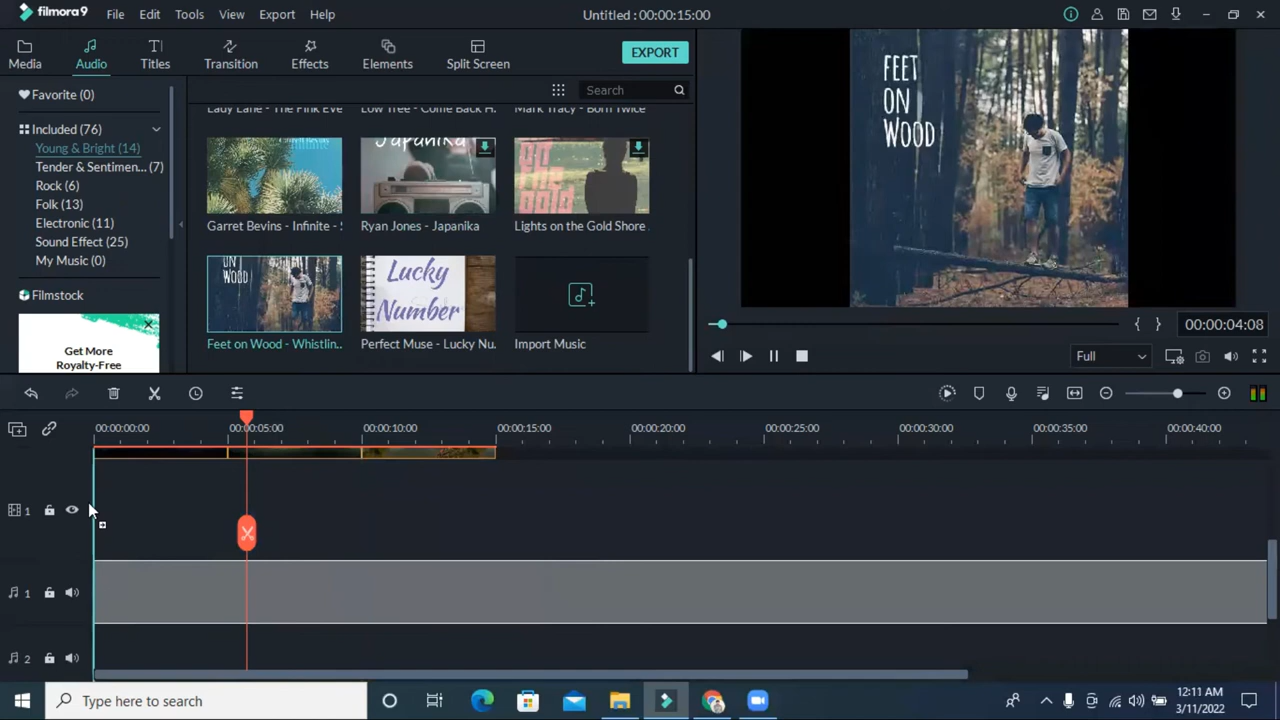 filmora9 File Edit Tools View Export Help Untitled : 00:00:15:00
Media Audio Titles Transition Effects Elements Split Screen EXPORT
Favorite (0)
Search
Included (76)
Young & Bright (14)
Tender & Sentimen... (7)
Rock (6)
Folk (13)
Electronic (11)
Sound Effect (25)
My Music (0)
Filmstock
Get More
Royalty-Free
Lady Lane - The Pink Eve
Low Tree - Come Back H.
Mark Tracy - Born Twice
Japanika
Garret Bevins - Infinite - S
Ryan Jones - Japanika
Lights on the Gold Shore .
ON
WOOD
Lucky
Number
Feet on Wood - Whistlin..
Perfect Muse - Lucky Nu.
Import Music
FEET
ON
WOOD
00:00:04:08
Full
00:00:00:00 00:00:05:00 00:00:10:00 00:00:15:00 00:00:20:00 00:00:25:00 00:00:30:00 00:00:35:00 00:00:40:00
1
1
2
Type here to search
12:11 AM
3/11/2022